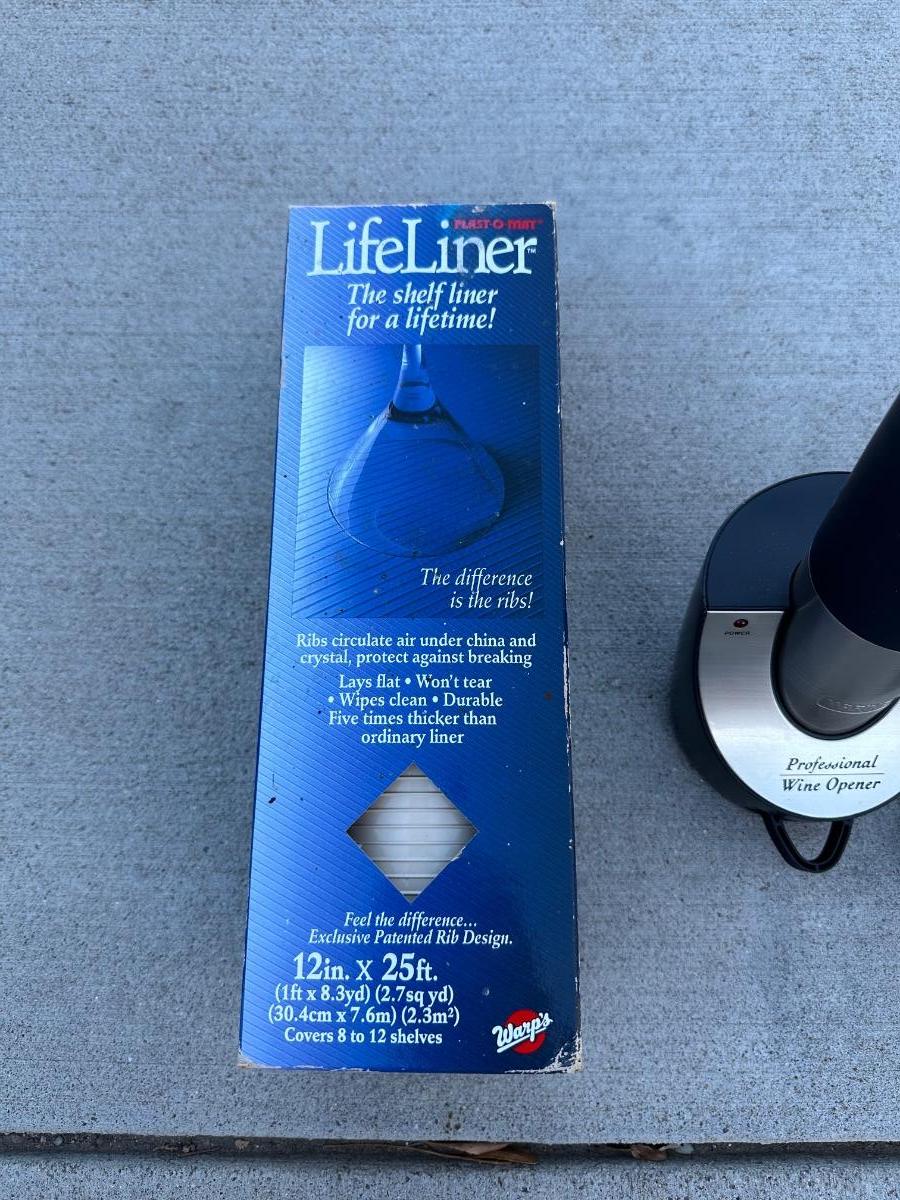 PLAST-O-MAT™
LifeLiner™
The shelf liner
for a lifetime!
The difference
is the ribs!
Ribs circulate air under china and
crystal, protect against breaking
Lays flat • Won't tear
• Wipes clean • Durable
Five times thicker than
ordinary liner
Feel the difference...
Exclusive Patented Rib Design.
12in. X 25ft.
(1ft x 8.3yd) (2.7sq yd)
(30.4cm x 7.6m) (2.3m²)
Covers 8 to 12 shelves
Warp's
POWER
Professional
Wine Opener